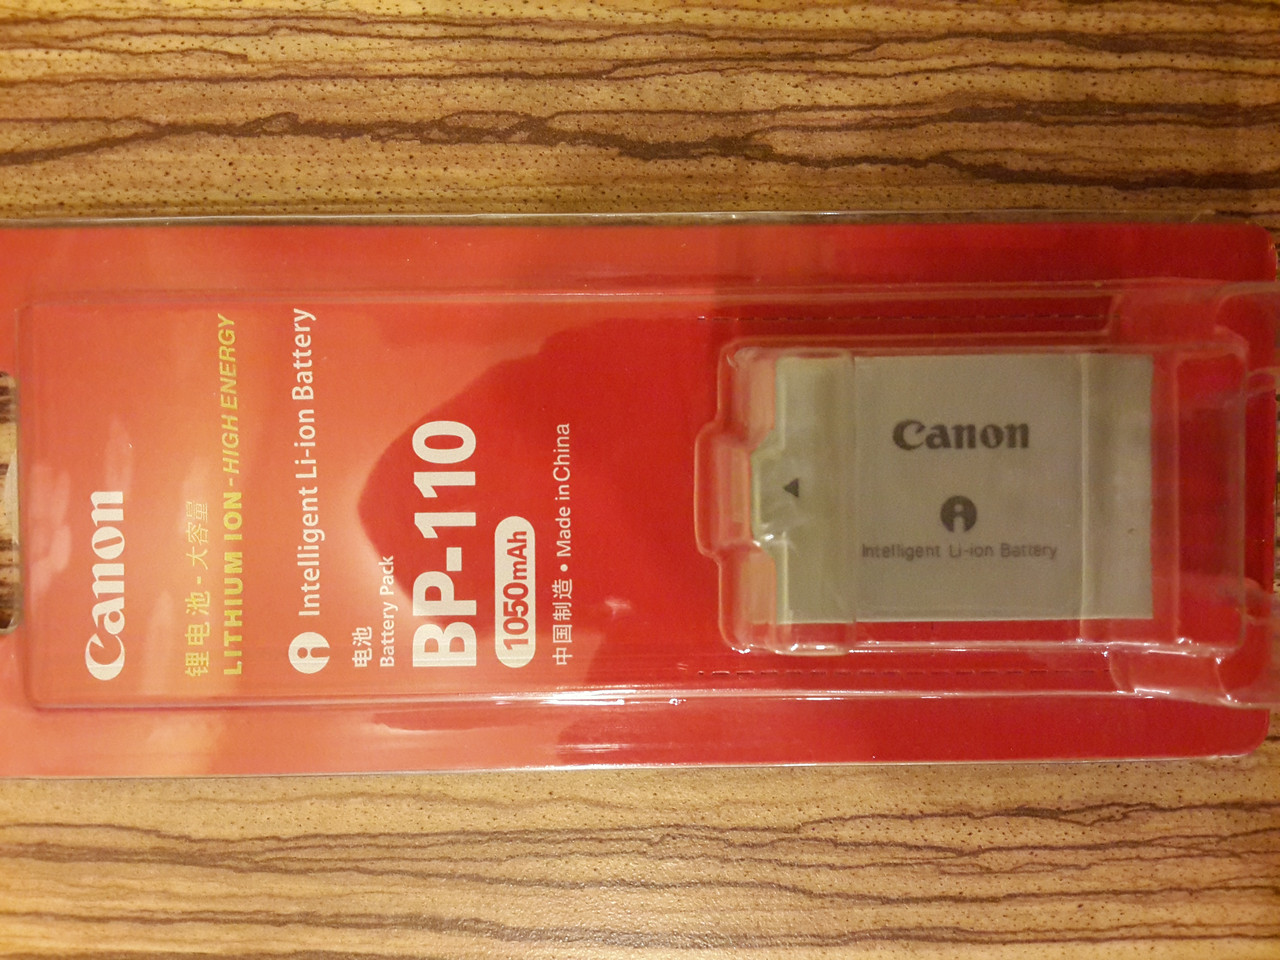 Canon
锂电池 - 大容量
LITHIUM ION - HIGH ENERGY
i Intelligent Li-ion Battery
电池
Battery Pack
BP-110
1050mAh
中国制造 • Made in China
Canon
i
Intelligent Li-ion Battery